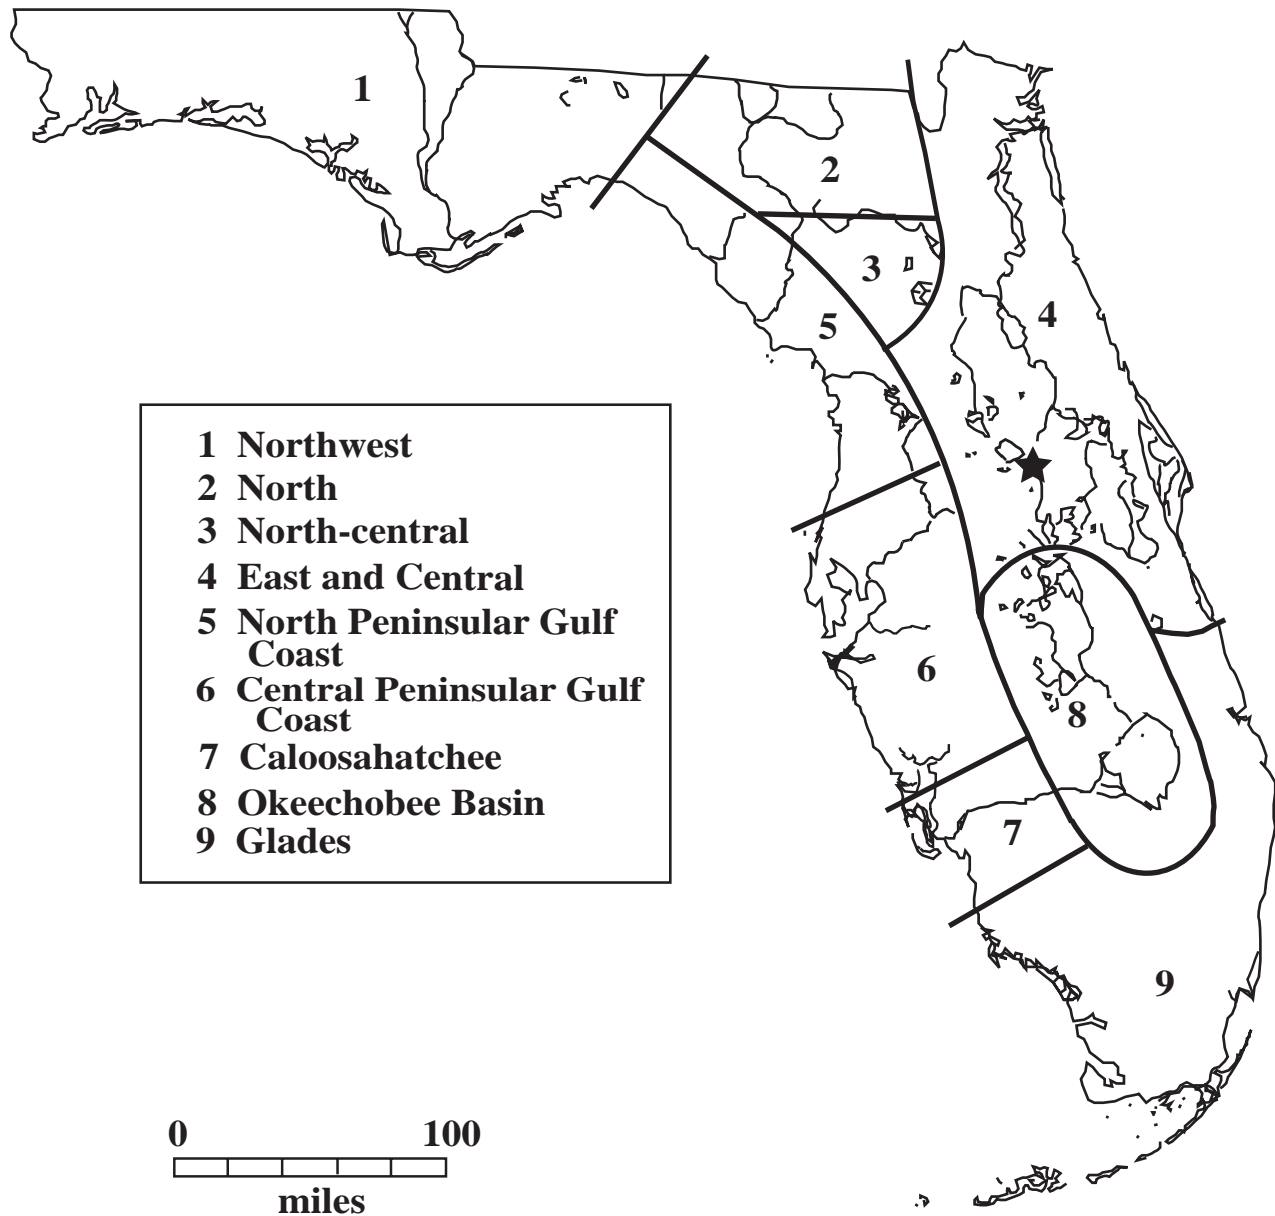 1
2
3
4
5
1 Northwest
2 North
3 North-central
4 East and Central
5 North Peninsular Gulf
Coast
6 Central Peninsular Gulf
Coast
7 Caloosahatchee
8 Okeechobee Basin
9 Glades
6
8
7
9
0 100
miles